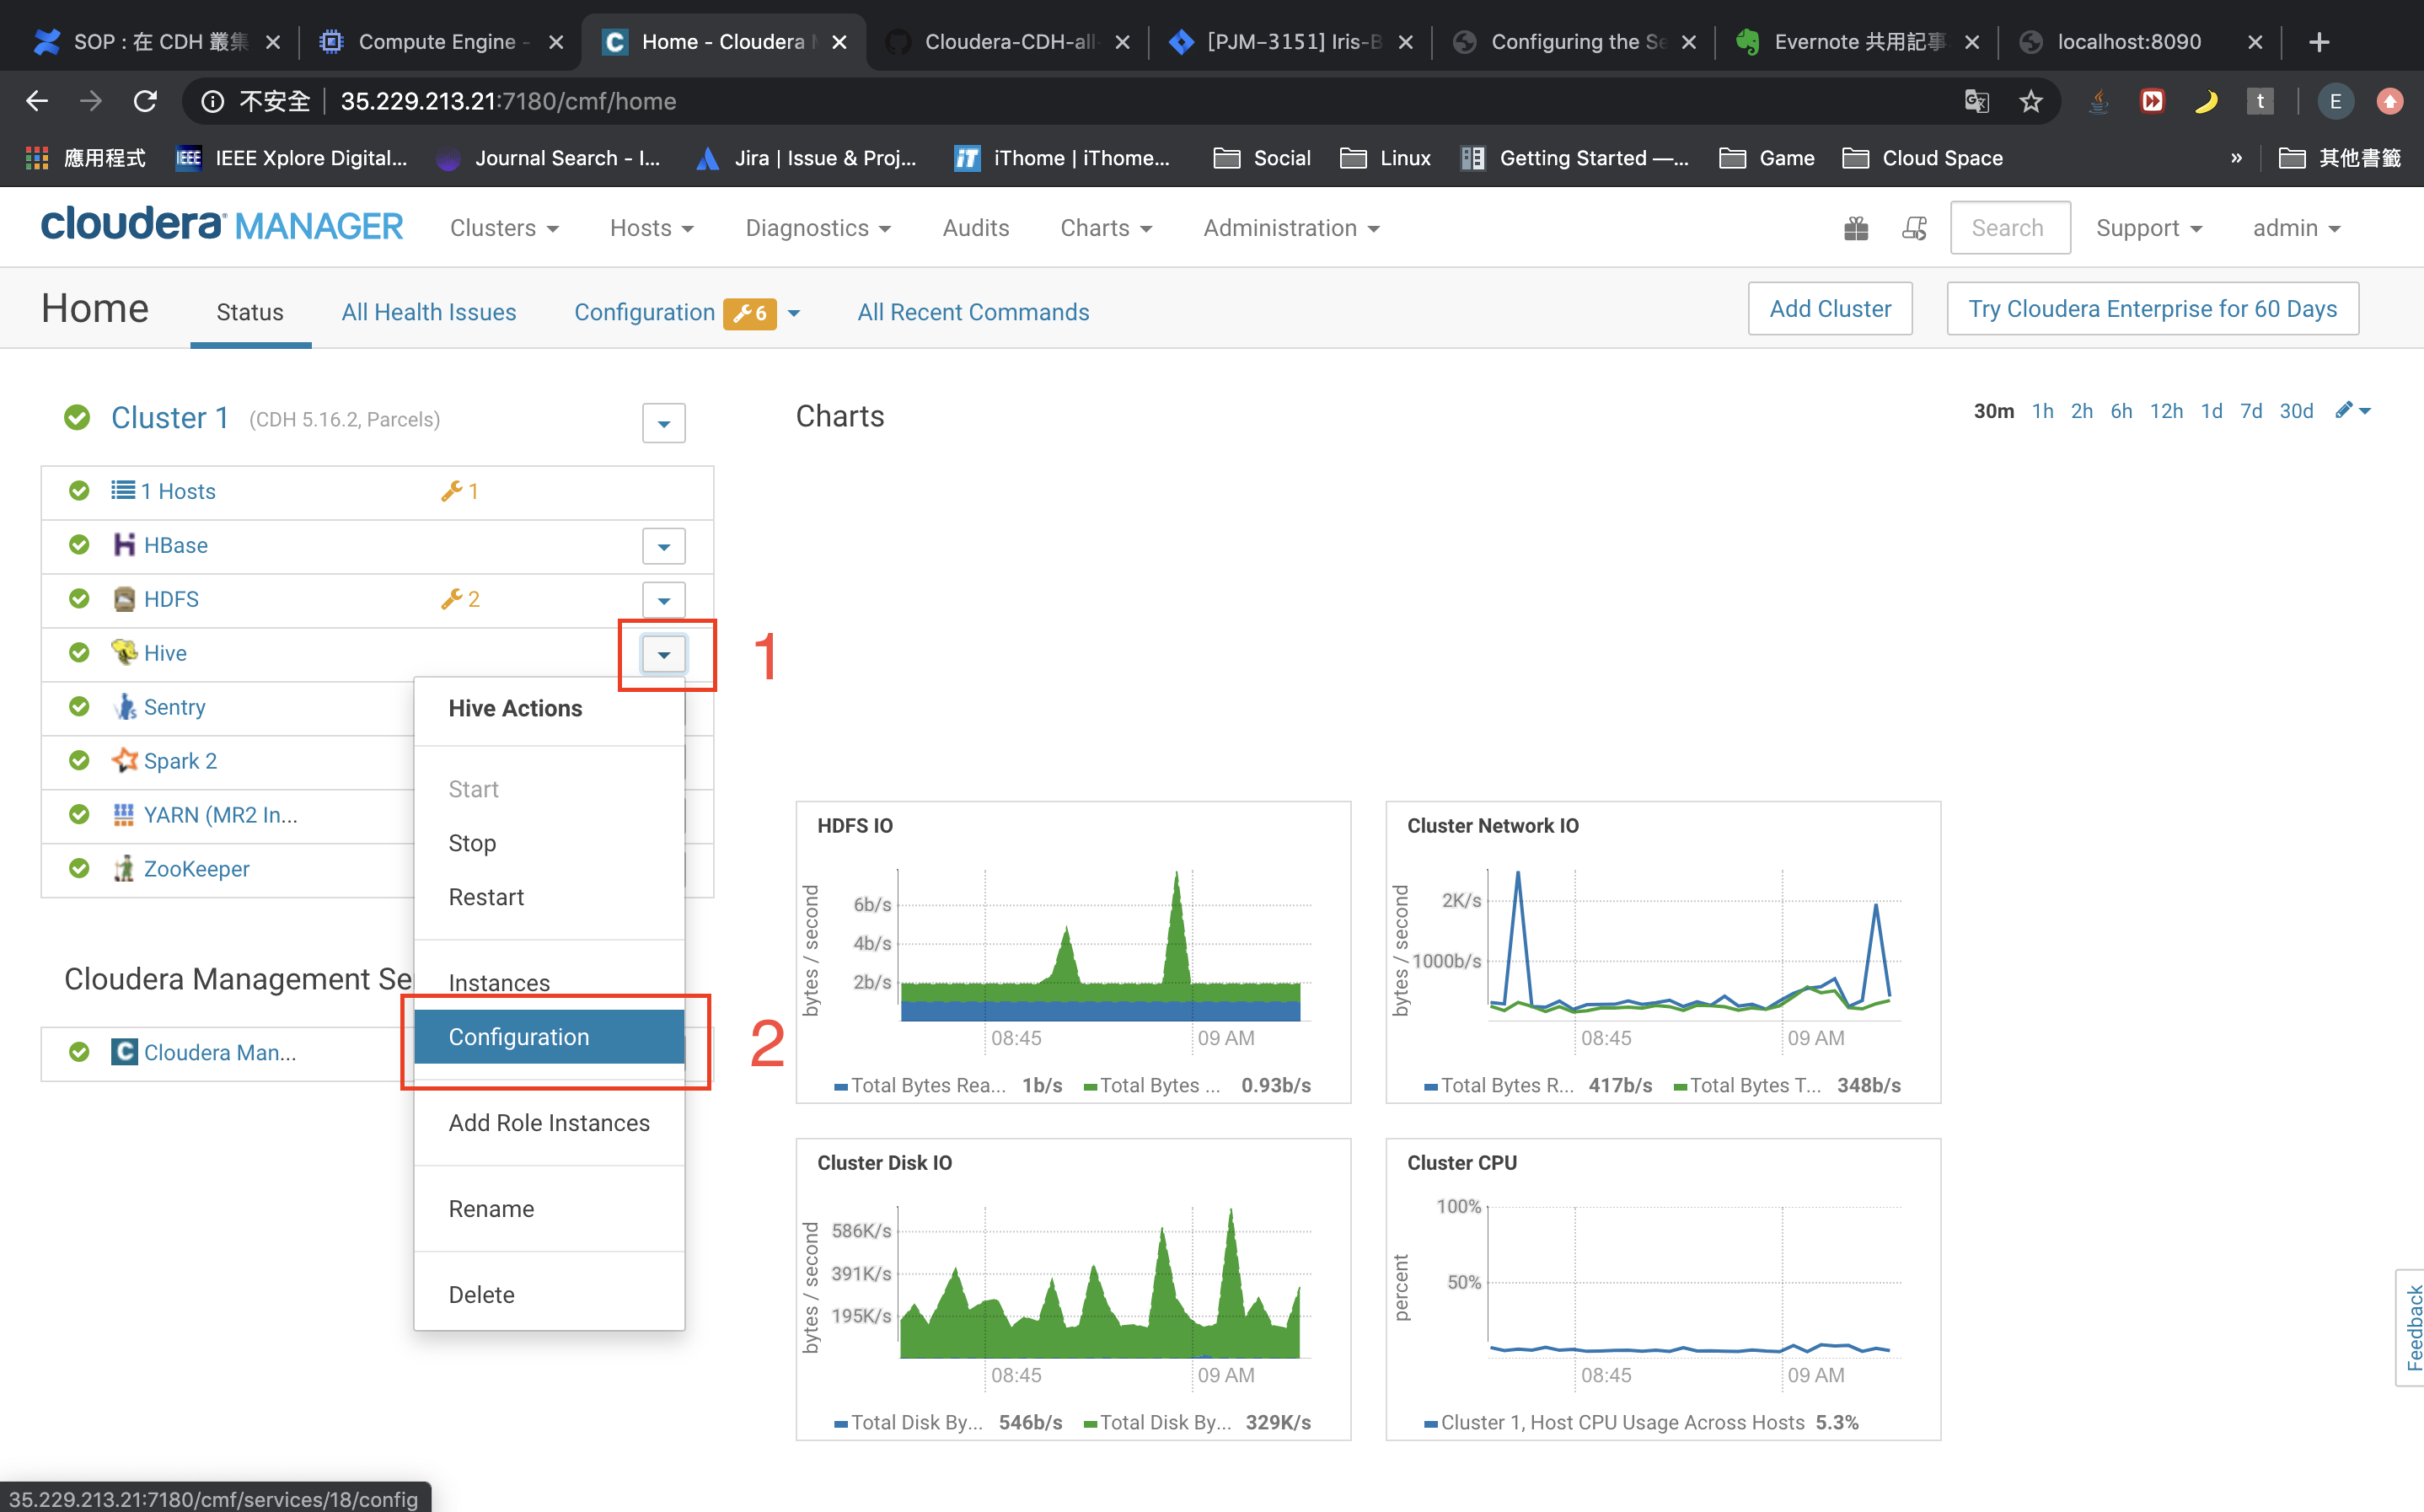 SOP : 在 CDH 叢集
Compute Engine -
Home - Cloudera M
Cloudera-CDH-all-
[PJM-3151] Iris-B
Configuring the Se
Evernote 共用記事
localhost:8090
不安全
35.229.213.21:7180/cmf/home
t
E
應用程式
IEEE
IEEE Xplore Digital...
Journal Search - I...
Jira | Issue & Proj...
iT
iThome | iThome...
Social
Linux
Getting Started —...
Game
Cloud Space
»
其他書籤
cloudera MANAGER
Clusters
Hosts
Diagnostics
Audits
Charts
Administration
Search
Support
admin
Home
Status
All Health Issues
Configuration
6
All Recent Commands
Add Cluster
Try Cloudera Enterprise for 60 Days
Cluster 1 (CDH 5.16.2, Parcels)
1 Hosts
1
HBase
HDFS
2
Hive
1
Sentry
Spark 2
YARN (MR2 In...
ZooKeeper
Hive Actions
Start
Stop
Restart
Instances
Configuration
2
Add Role Instances
Rename
Delete
Cloudera Management Se
C
Cloudera Man...
Charts
30m 1h 2h 6h 12h 1d 7d 30d
HDFS IO
bytes / second
6b/s
4b/s
2b/s
08:45
09 AM
Total Bytes Rea... 1b/s
Total Bytes ... 0.93b/s
Cluster Network IO
bytes / second
2K/s
1000b/s
08:45
09 AM
Total Bytes R... 417b/s
Total Bytes T... 348b/s
Cluster Disk IO
bytes / second
586K/s
391K/s
195K/s
08:45
09 AM
Total Disk By... 546b/s
Total Disk By... 329K/s
Cluster CPU
percent
100%
50%
08:45
09 AM
Cluster 1, Host CPU Usage Across Hosts 5.3%
Feedback
35.229.213.21:7180/cmf/services/18/config